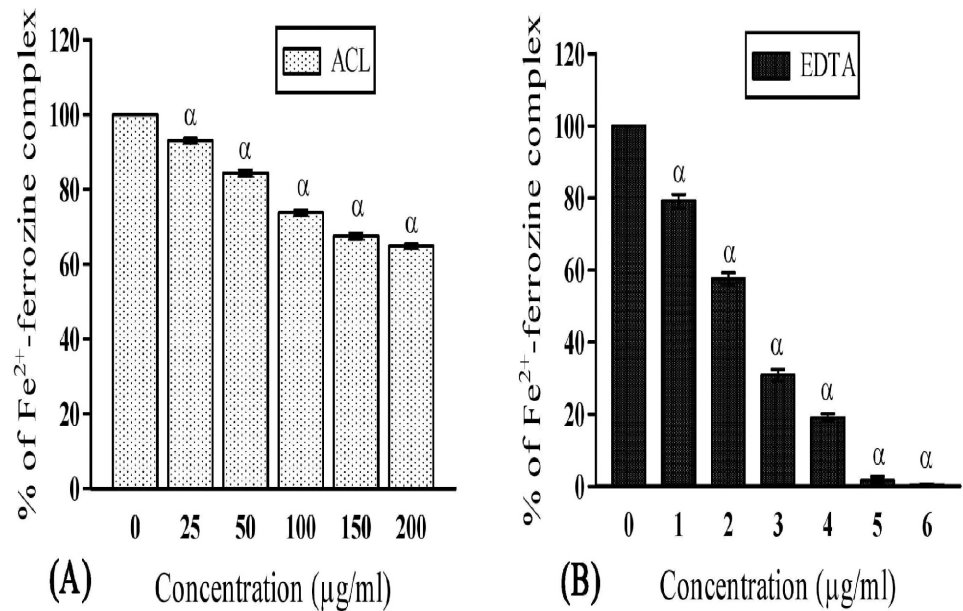 % of Fe²⁺-ferrozine complex
120
100
80
60
40
20
0
ACL
α
α
α
α
α
0 25 50 100 150 200
(A)
Concentration (µg/ml)
% of Fe²⁺-ferrozine complex
120
100
80
60
40
20
0
EDTA
α
α
α
α
α
α
0 1 2 3 4 5 6
(B)
Concentration (µg/ml)